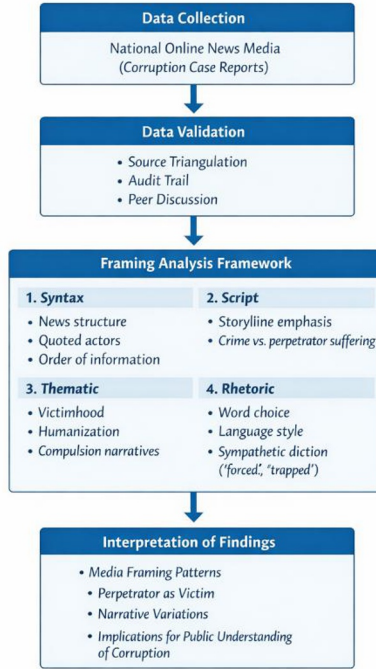 Data Collection
National Online News Media
(Corruption Case Reports)
Data Validation
• Source Triangulation
• Audit Trail
• Peer Discussion
Framing Analysis Framework
1. Syntax
• News structure
• Quoted actors
• Order of information
2. Script
• Storylline emphasis
• Crime vs. perpetrator suffering
3. Thematic
• Victimhood
• Humanization
• Compulsion narratives
4. Rhetoric
• Word choice
• Language style
• Sympathetic diction
('forced', "trapped')
Interpretation of Findings
• Media Framing Patterns
• Perpetrator as Victim
• Narrative Variations
• Implications for Public Understanding
of Corruption